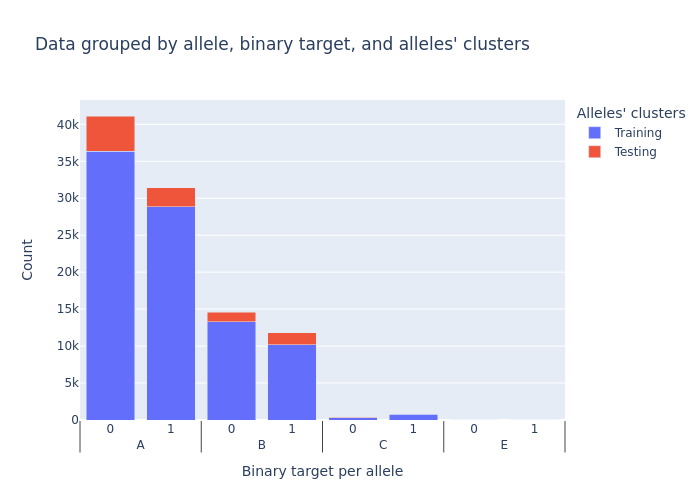 Data grouped by allele, binary target, and alleles' clusters
Alleles' clusters
Training
Testing
40k
35k
30k
25k
20k
15k
10k
5k
0
Count
0 1 0 1 0 1 0 1
A B C E
Binary target per allele